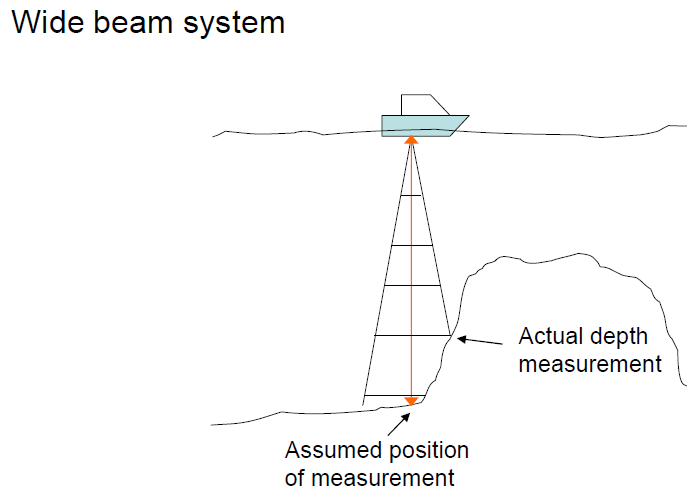 Wide beam system
Actual depth
measurement
Assumed position
of measurement